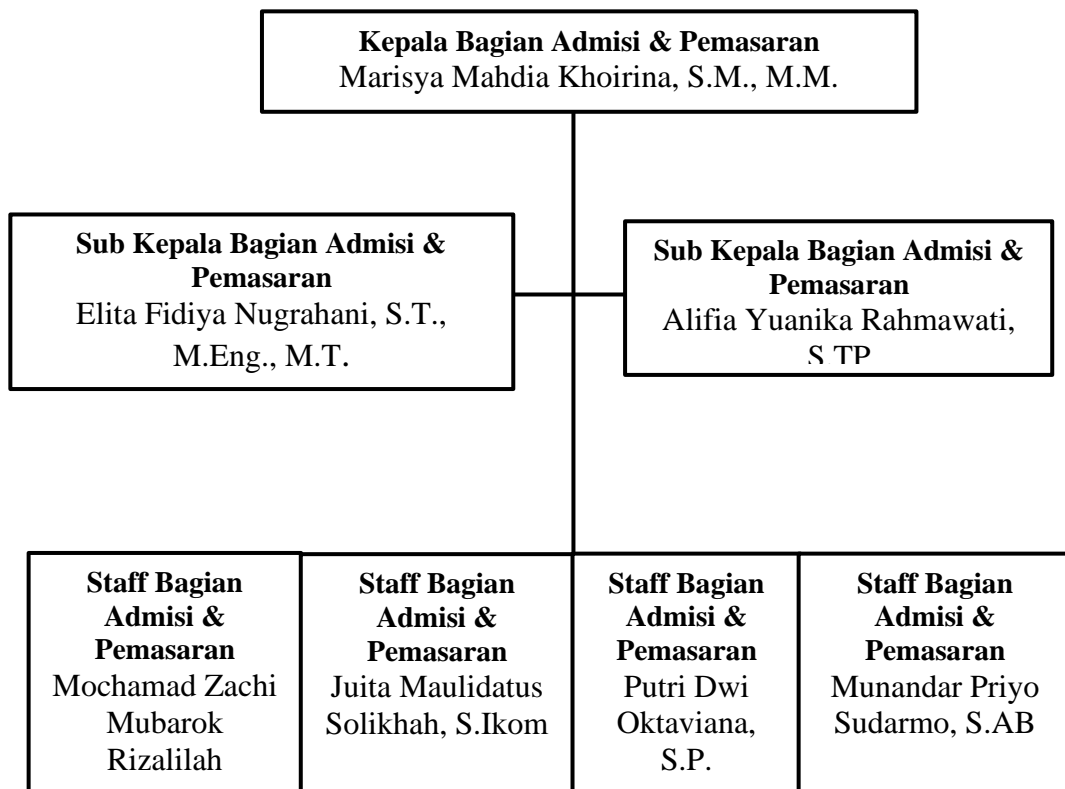 Kepala Bagian Admisi & Pemasaran
Marisya Mahdia Khoirina, S.M., M.M.
Sub Kepala Bagian Admisi &
Pemasaran
Elita Fidiya Nugrahani, S.T.,
M.Eng., M.T.
Sub Kepala Bagian Admisi &
Pemasaran
Alifia Yuanika Rahmawati,
S.TP
Staff Bagian
Admisi &
Pemasaran
Mochamad Zachi
Mubarok
Rizalilah
Staff Bagian
Admisi &
Pemasaran
Juita Maulidatus
Solikhah, S.Ikom
Staff Bagian
Admisi &
Pemasaran
Putri Dwi
Oktaviana,
S.P.
Staff Bagian
Admisi &
Pemasaran
Munandar Priyo
Sudarmo, S.AB